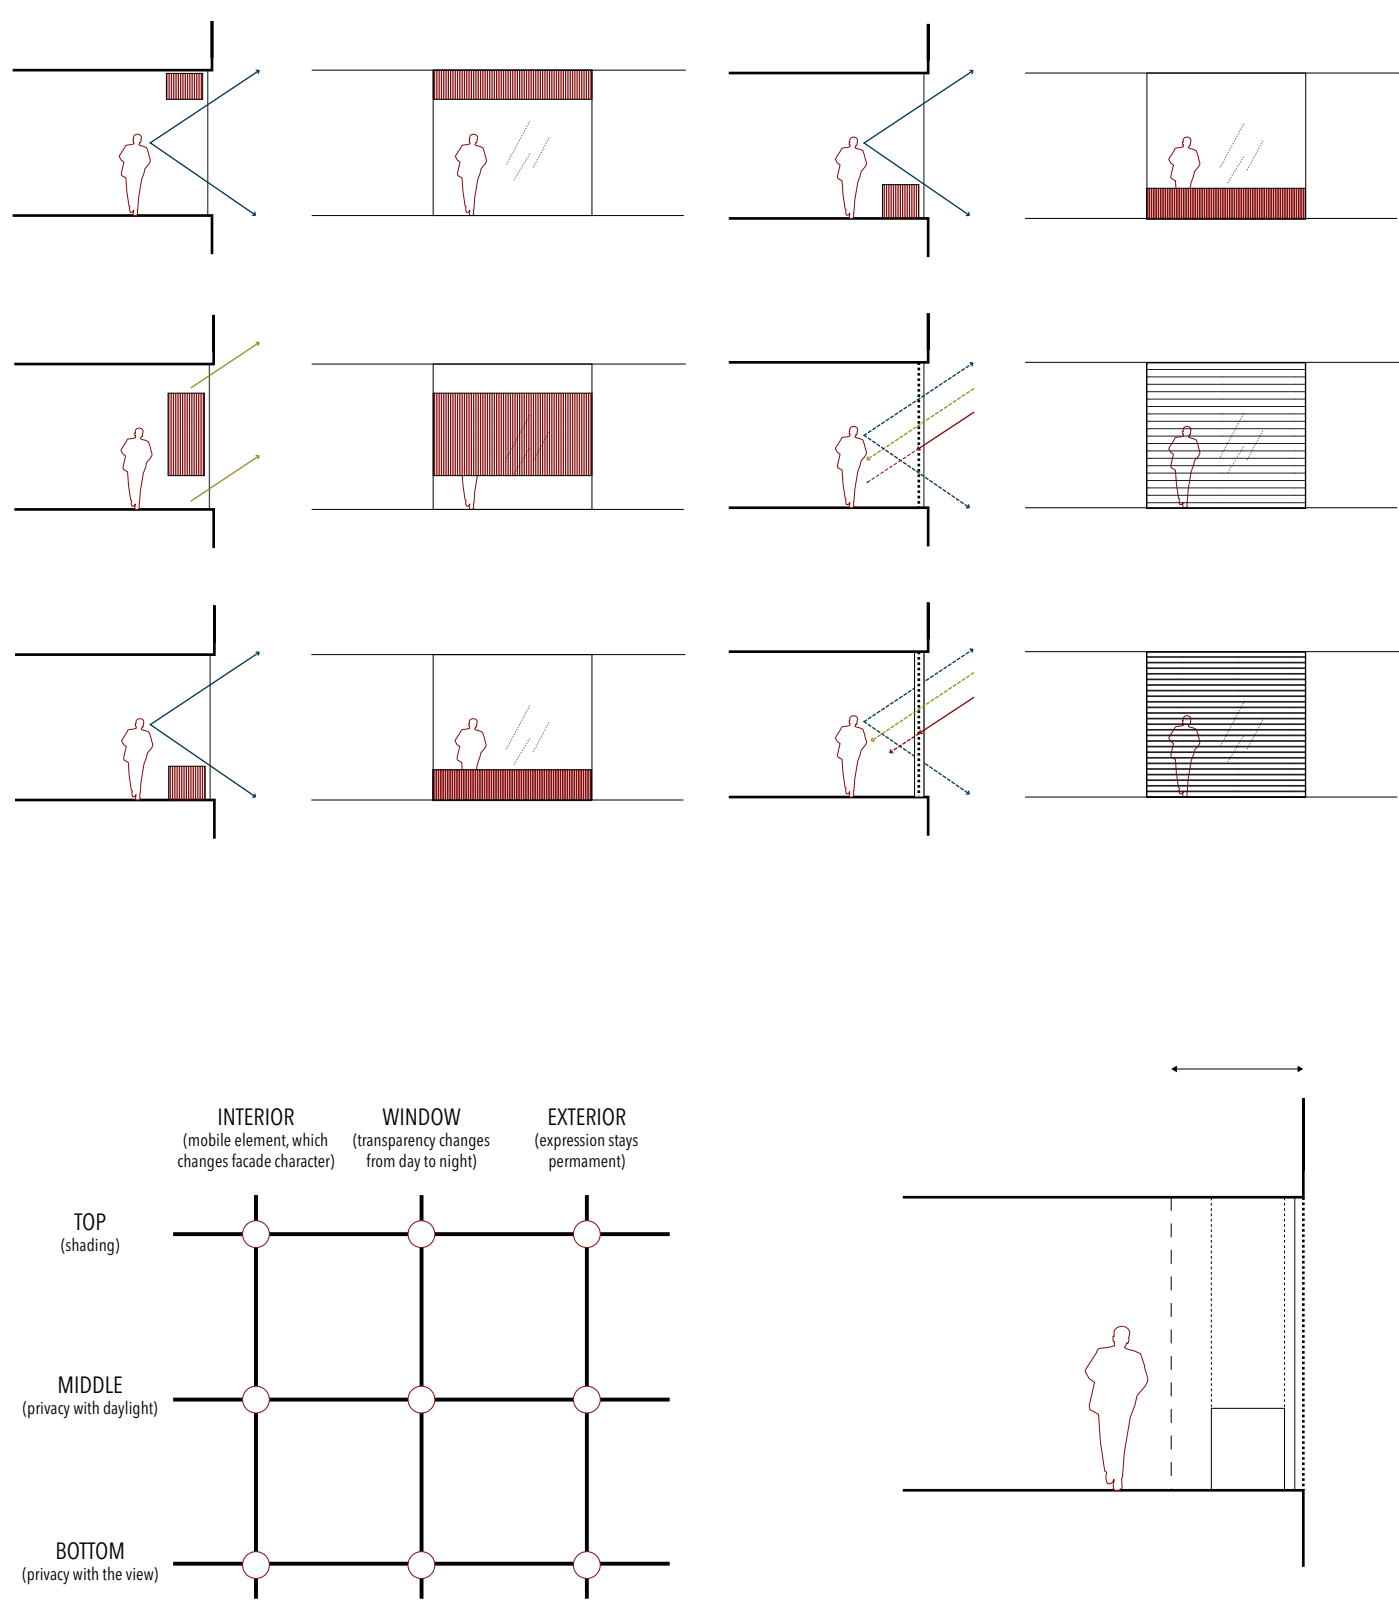 INTERIOR
(mobile element, which
changes facade character)
WINDOW
(transparency changes
from day to night)
EXTERIOR
(expression stays
permament)
TOP
(shading)
MIDDLE
(privacy with daylight)
BOTTOM
(privacy with the view)